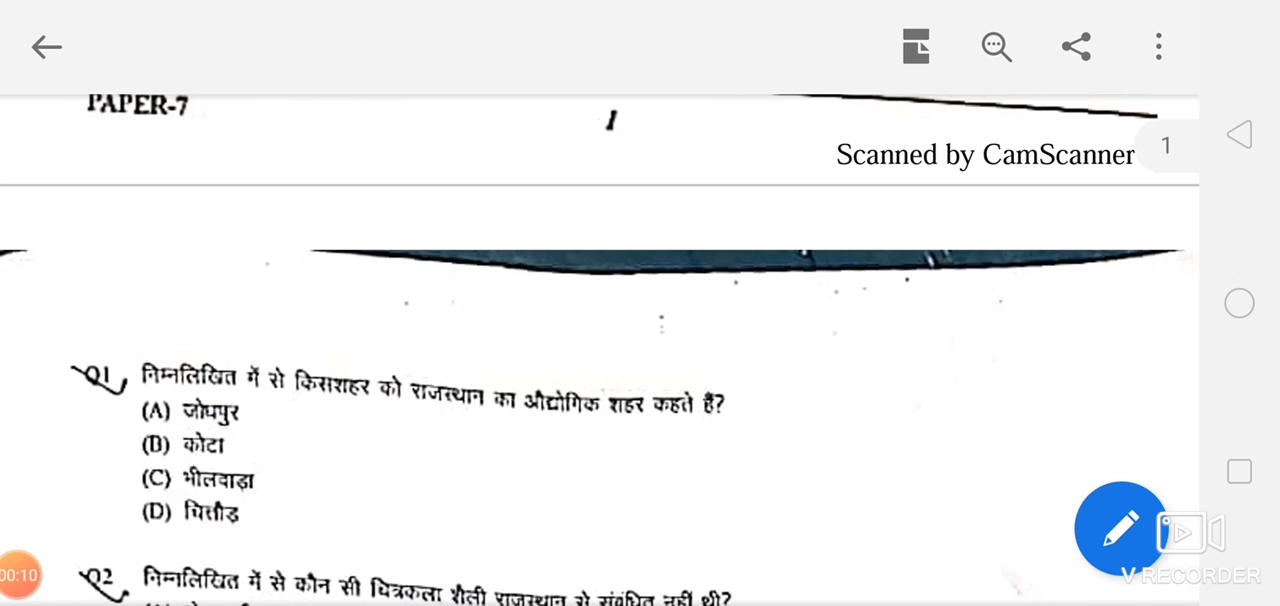 PAPER-7
1
Scanned by CamScanner
1
Q1 निम्नलिखित में से किसशहर को राजस्थान का औद्योगिक शहर कहते हैं?
(A) जोधपुर
(B) कोटा
(C) भीलवाड़ा
(D) चित्तौड़
00:10
Q2 निम्नलिखित में से कौन सी चित्रकला शैली राजस्थान से संबंधित नहीं थी?
V RECORDER